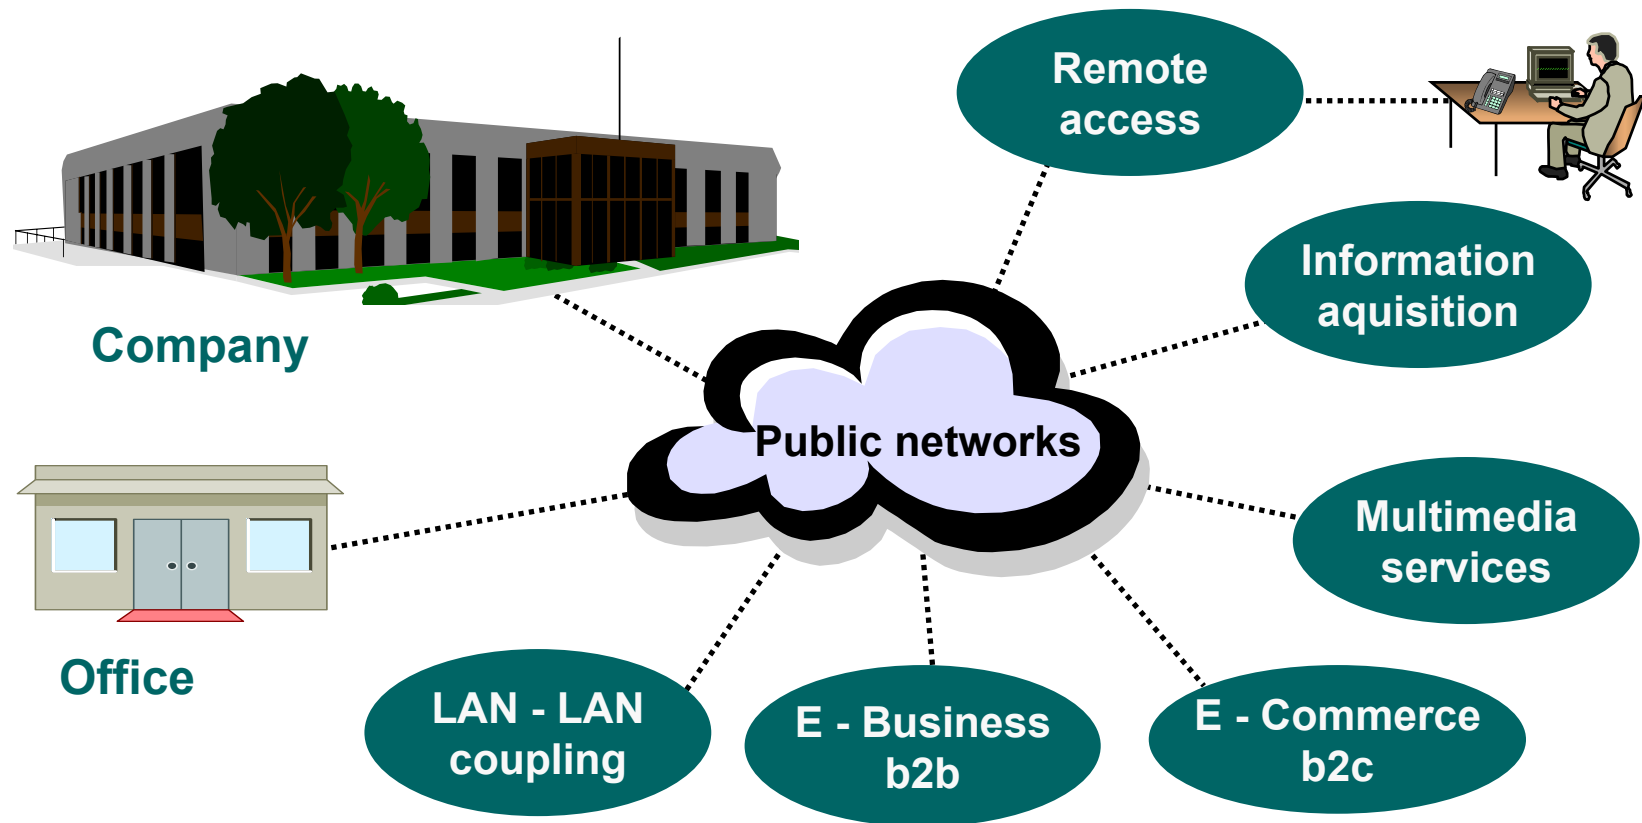 Remote
access
Information
aquisition
Company
Public networks
Multimedia
services
Office
LAN - LAN
coupling
E - Business
b2b
E - Commerce
b2c